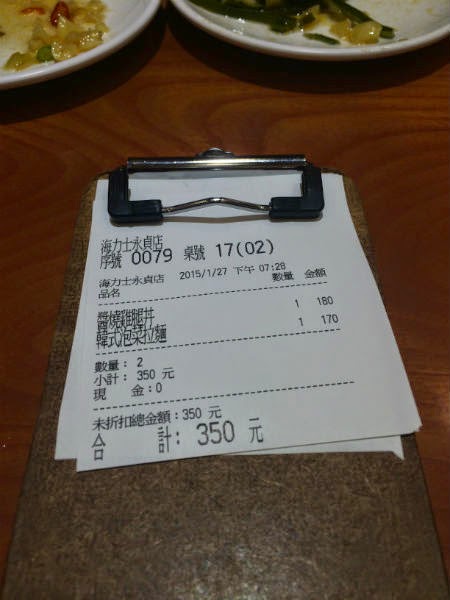 海力士永貞店
序號 0079 桌號 17(02)
海力士永貞店 2015/1/27 下午 07:28
品名 數量 金額
醬燒雞腿丼 1 180
韓式泡菜拉麵 1 170
數量: 2
小計: 350 元
現 金:0
未折扣總金額:350 元
合 計: 350 元